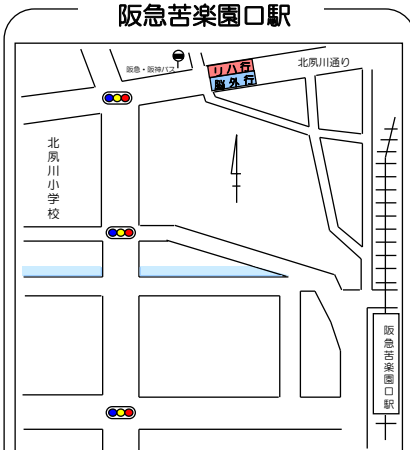 阪急苦楽園口駅
阪急・阪神バス
リハ行
脳外行
北夙川通り
北夙川小学校
阪急苦楽園口駅